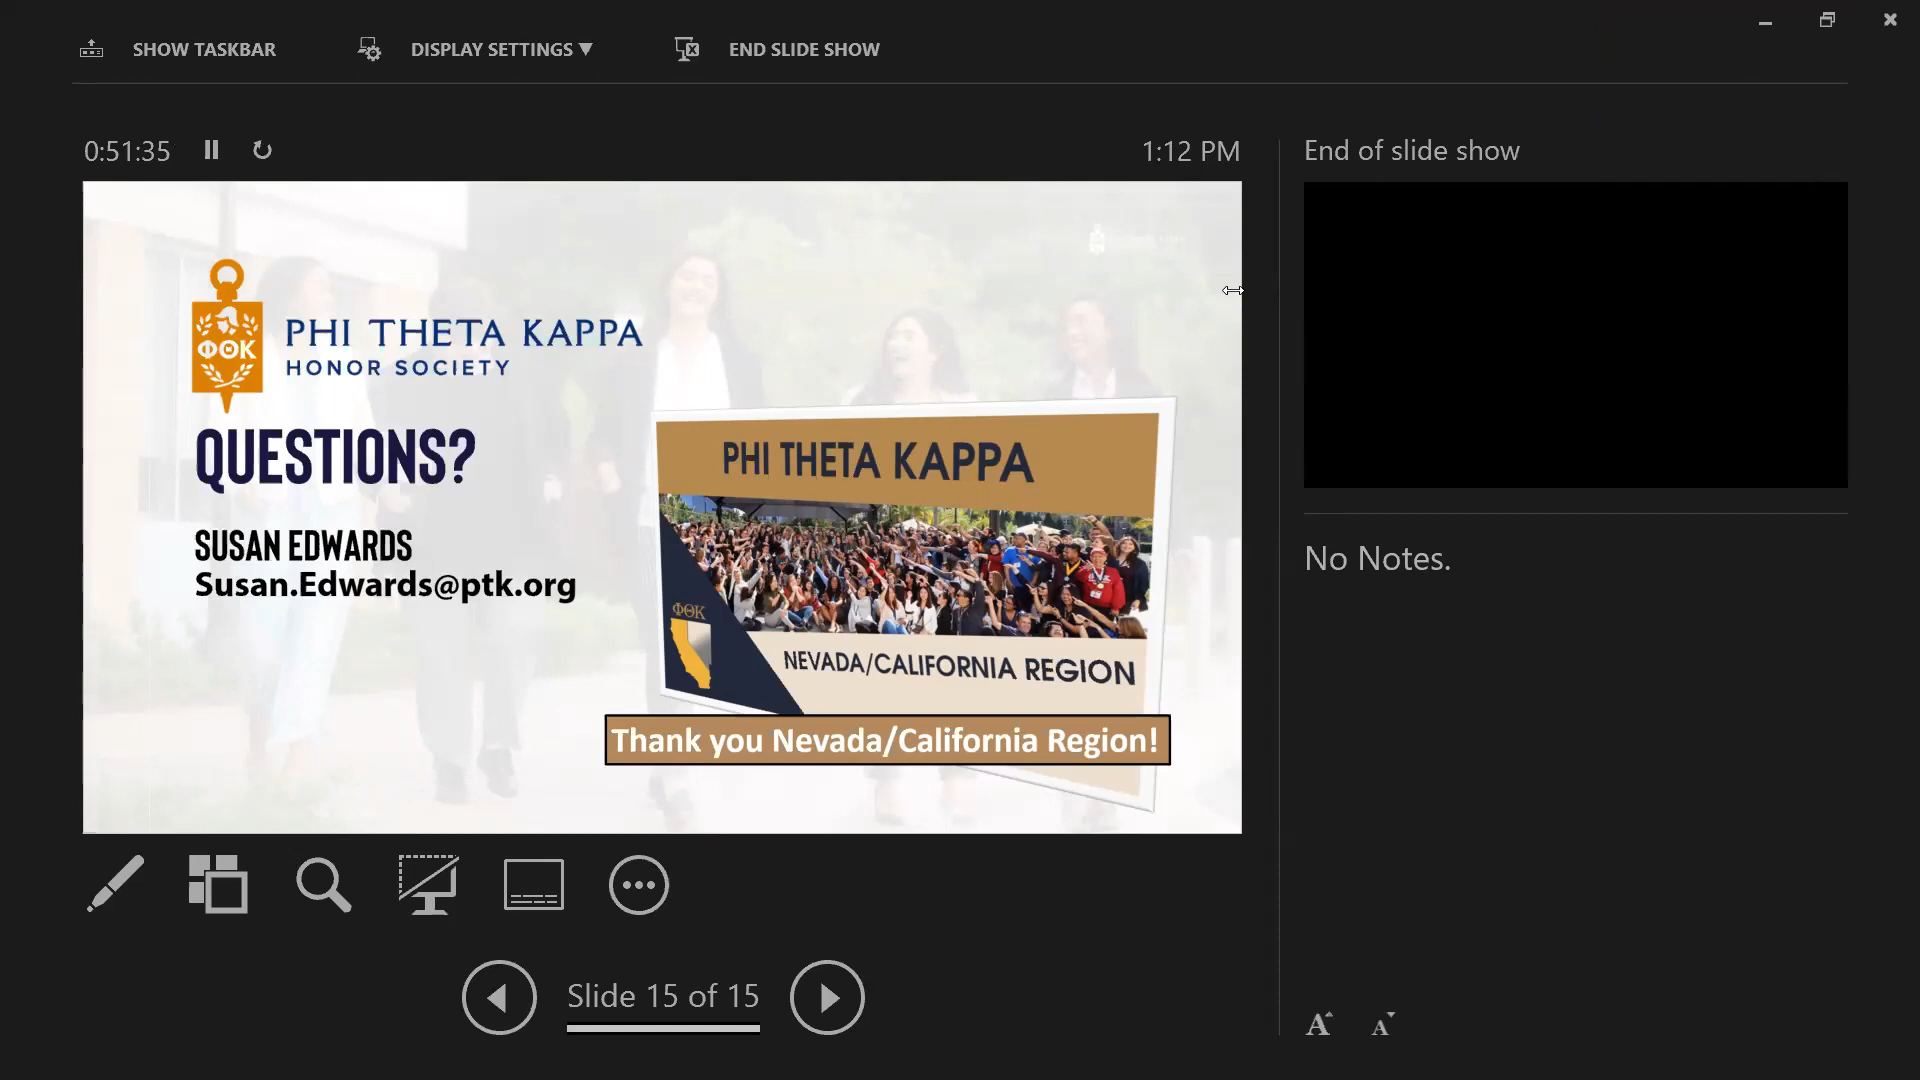 SHOW TASKBAR
DISPLAY SETTINGS ▼
END SLIDE SHOW
0:51:35
1:12 PM
End of slide show
ΦΘΚ
PHI THETA KAPPA
HONOR SOCIETY
QUESTIONS?
SUSAN EDWARDS
Susan.Edwards@ptk.org
PHI THETA KAPPA
ΦΘΚ
NEVADA/CALIFORNIA REGION
Thank you Nevada/California Region!
No Notes.
Slide 15 of 15
A
A